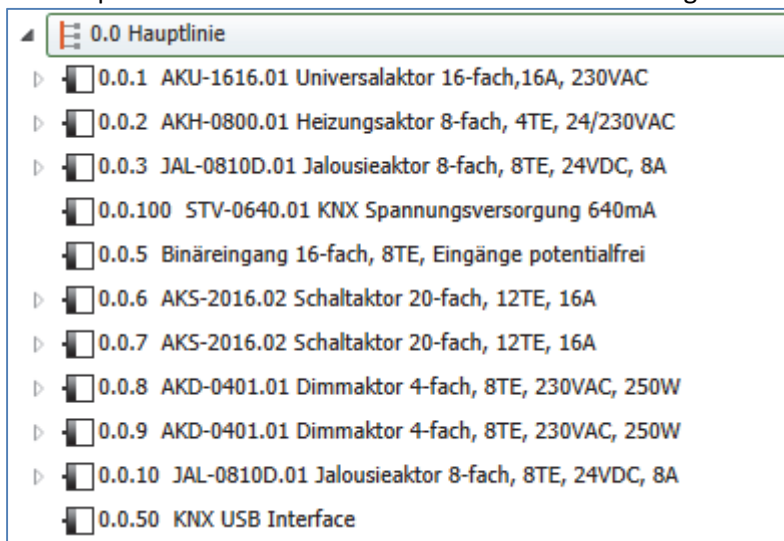 0.0 Hauptlinie
0.0.1 AKU-1616.01 Universalaktor 16-fach,16A, 230VAC
0.0.2 AKH-0800.01 Heizungsaktor 8-fach, 4TE, 24/230VAC
0.0.3 JAL-0810D.01 Jalousieaktor 8-fach, 8TE, 24VDC, 8A
0.0.100 STV-0640.01 KNX Spannungsversorgung 640mA
0.0.5 Binäreingang 16-fach, 8TE, Eingänge potentialfrei
0.0.6 AKS-2016.02 Schaltaktor 20-fach, 12TE, 16A
0.0.7 AKS-2016.02 Schaltaktor 20-fach, 12TE, 16A
0.0.8 AKD-0401.01 Dimmaktor 4-fach, 8TE, 230VAC, 250W
0.0.9 AKD-0401.01 Dimmaktor 4-fach, 8TE, 230VAC, 250W
0.0.10 JAL-0810D.01 Jalousieaktor 8-fach, 8TE, 24VDC, 8A
0.0.50 KNX USB Interface